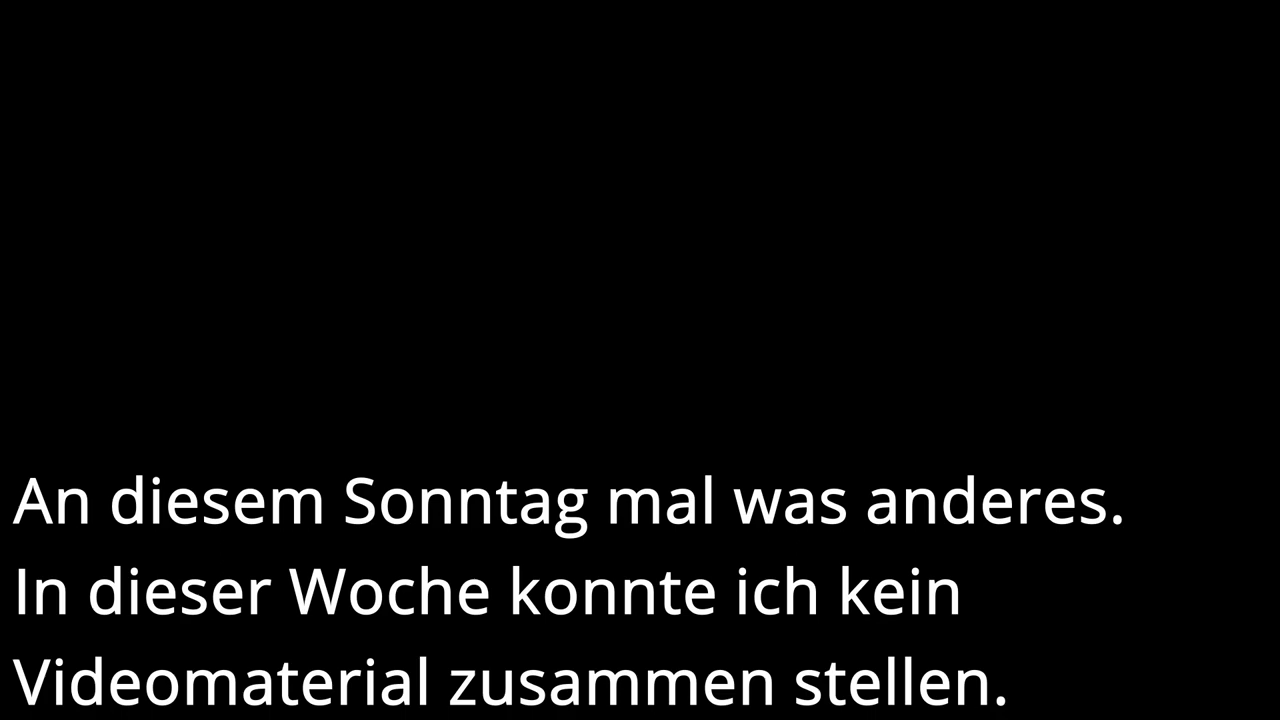 An diesem Sonntag mal was anderes.
In dieser Woche konnte ich kein
Videomaterial zusammen stellen.